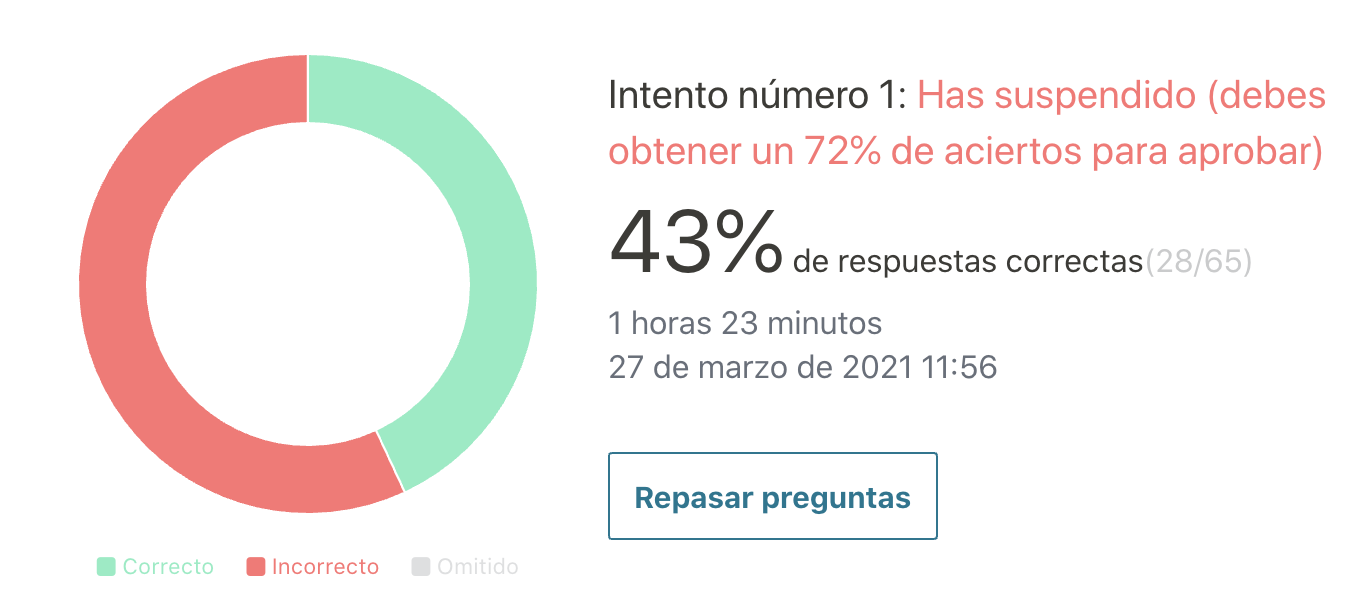 Intento número 1: Has suspendido (debes
obtener un 72% de aciertos para aprobar)
43% de respuestas correctas(28/65)
1 horas 23 minutos
27 de marzo de 2021 11:56
Repasar preguntas
Correcto Incorrecto Omitido